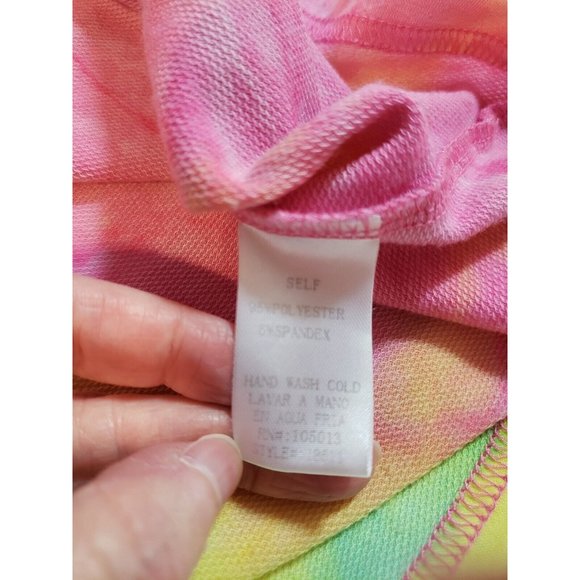 SELF
95%POLYESTER
5%SPANDEX
HAND WASH COLD
LAVAR A MANO
EN AGUA FRIA
RN#:105013
STYLE#: